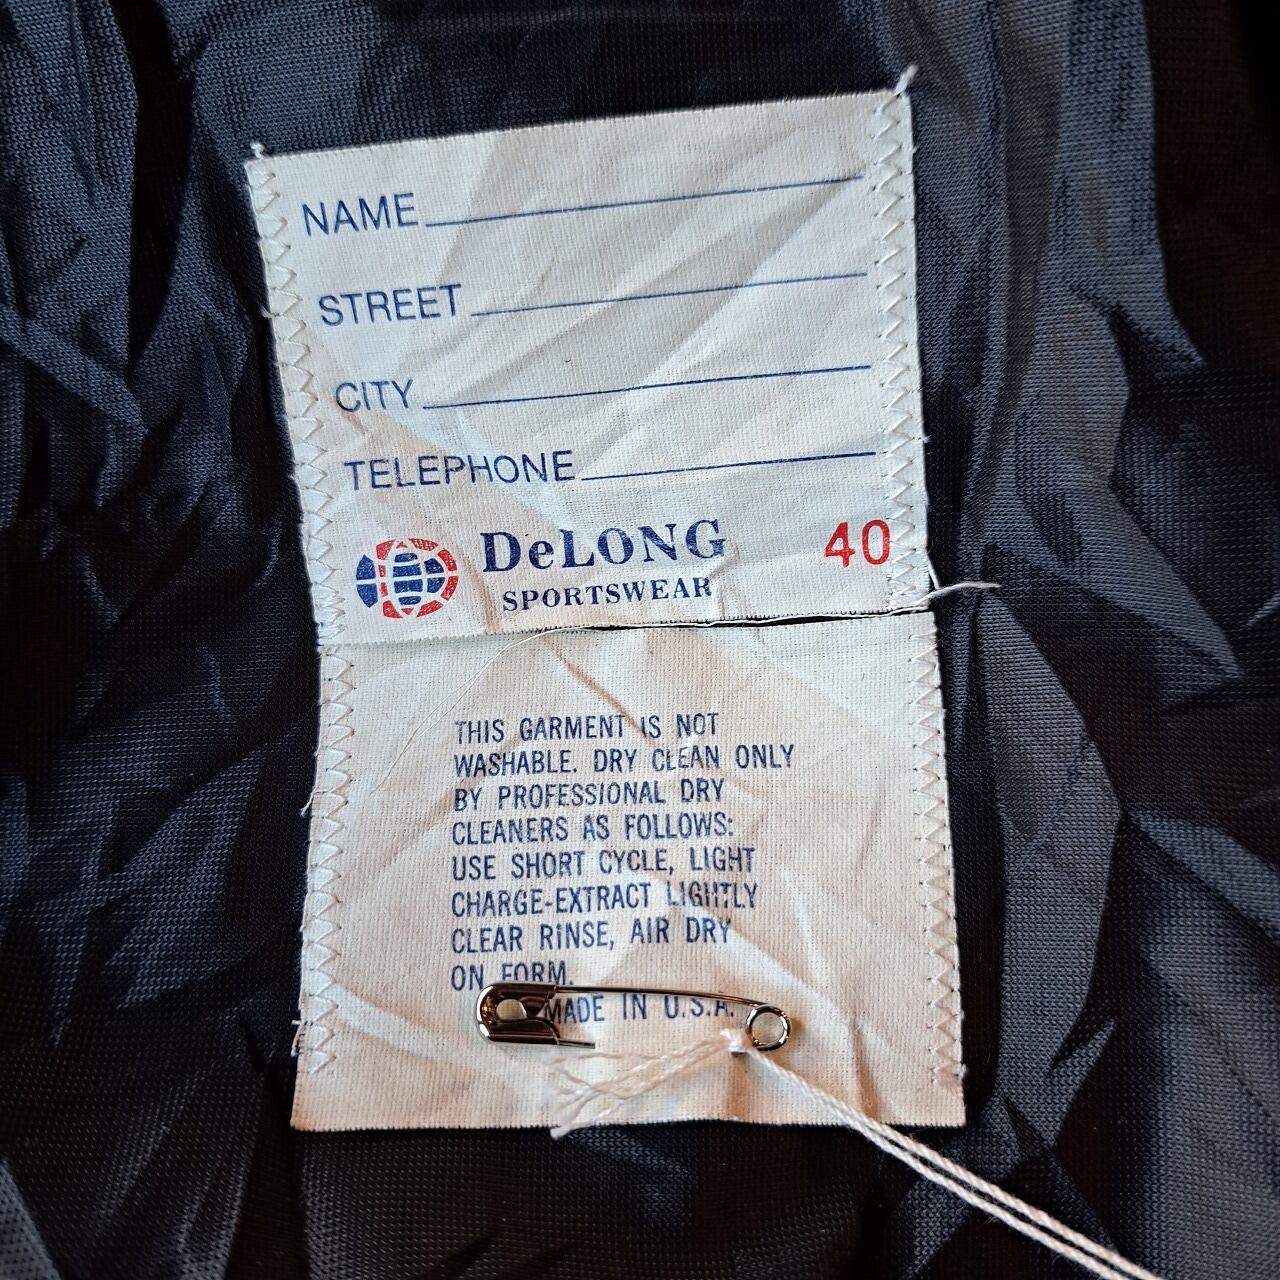 NAME
STREET
CITY
TELEPHONE
DeLONG 40
SPORTSWEAR
THIS GARMENT IS NOT
WASHABLE. DRY CLEAN ONLY
BY PROFESSIONAL DRY
CLEANERS AS FOLLOWS:
USE SHORT CYCLE, LIGHT
CHARGE-EXTRACT LIGHTLY
CLEAR RINSE, AIR DRY
ON FORM.
MADE IN U.S.A.